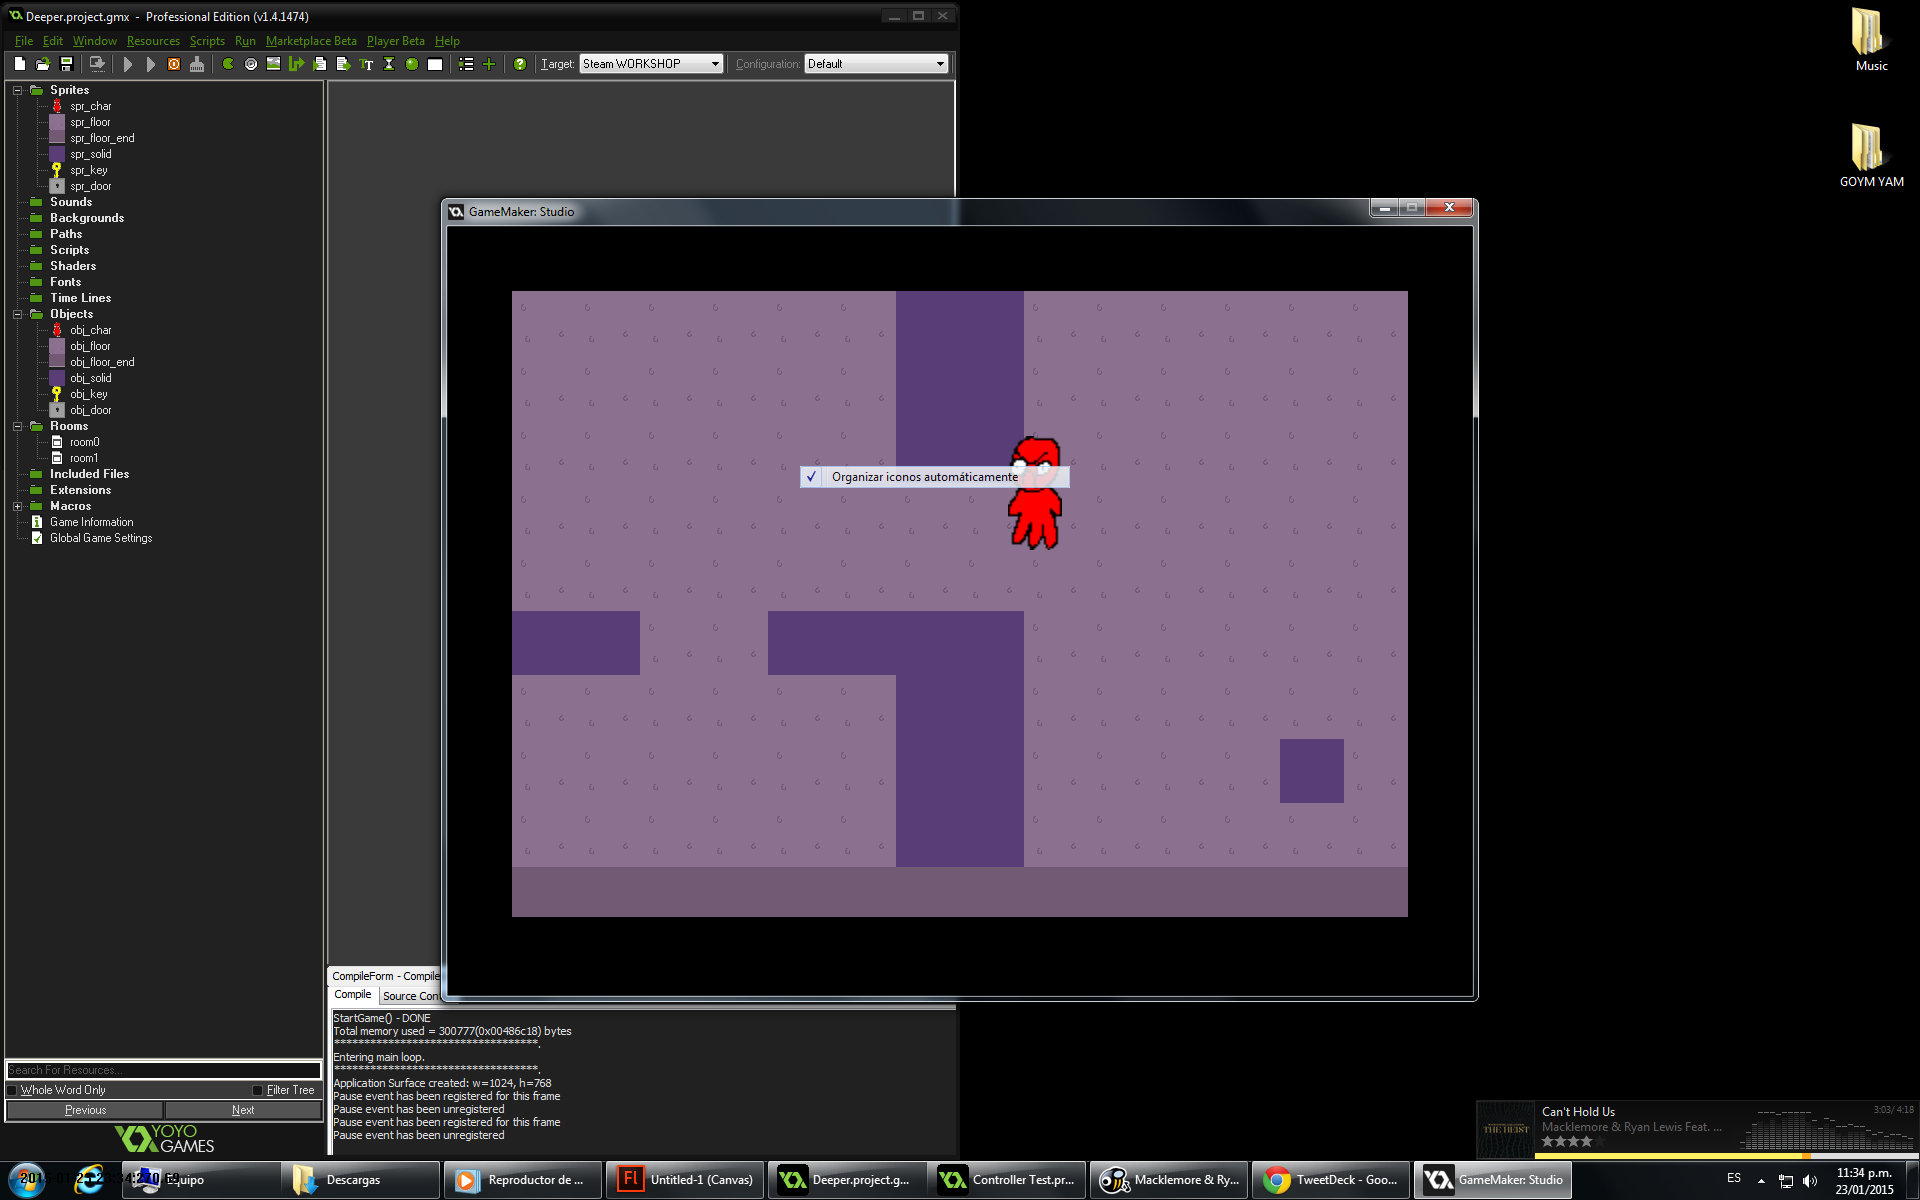 Deeper.project.gmx - Professional Edition (v1.4.1474)
File Edit Window Resources Scripts Run Marketplace Beta Player Beta Help
Target: Steam WORKSHOP Configuration: Default
Sprites
spr_char
spr_floor
spr_floor_end
spr_solid
spr_key
spr_door
Sounds
Backgrounds
Paths
Scripts
Shaders
Fonts
Time Lines
Objects
obj_char
obj_floor
obj_floor_end
obj_solid
obj_key
obj_door
Rooms
room0
room1
Included Files
Extensions
Macros
Game Information
Global Game Settings
Search For Resources...
Whole Word Only Filter Tree
Previous Next
YOYO GAMES
GameMaker: Studio
Organizar iconos automáticamente
CompileForm - Compile
Compile Source Con
StartGame() - DONE
Total memory used = 300777(0x00486c18) bytes
**********************************.
Entering main loop.
**********************************.
Application Surface created: w=1024, h=768
Pause event has been registered for this frame
Pause event has been unregistered
Pause event has been registered for this frame
Pause event has been unregistered
Music
GOYM YAM
THE HEIST
Can't Hold Us
3:03/ 4:18
Macklemore & Ryan Lewis Feat. ...
Equipo
Descargas
Reproductor de ...
Untitled-1 (Canvas)
Deeper.project.g...
Controller Test.pr...
Macklemore & Ry...
TweetDeck - Goo...
GameMaker: Studio
ES
11:34 p.m.
23/01/2015